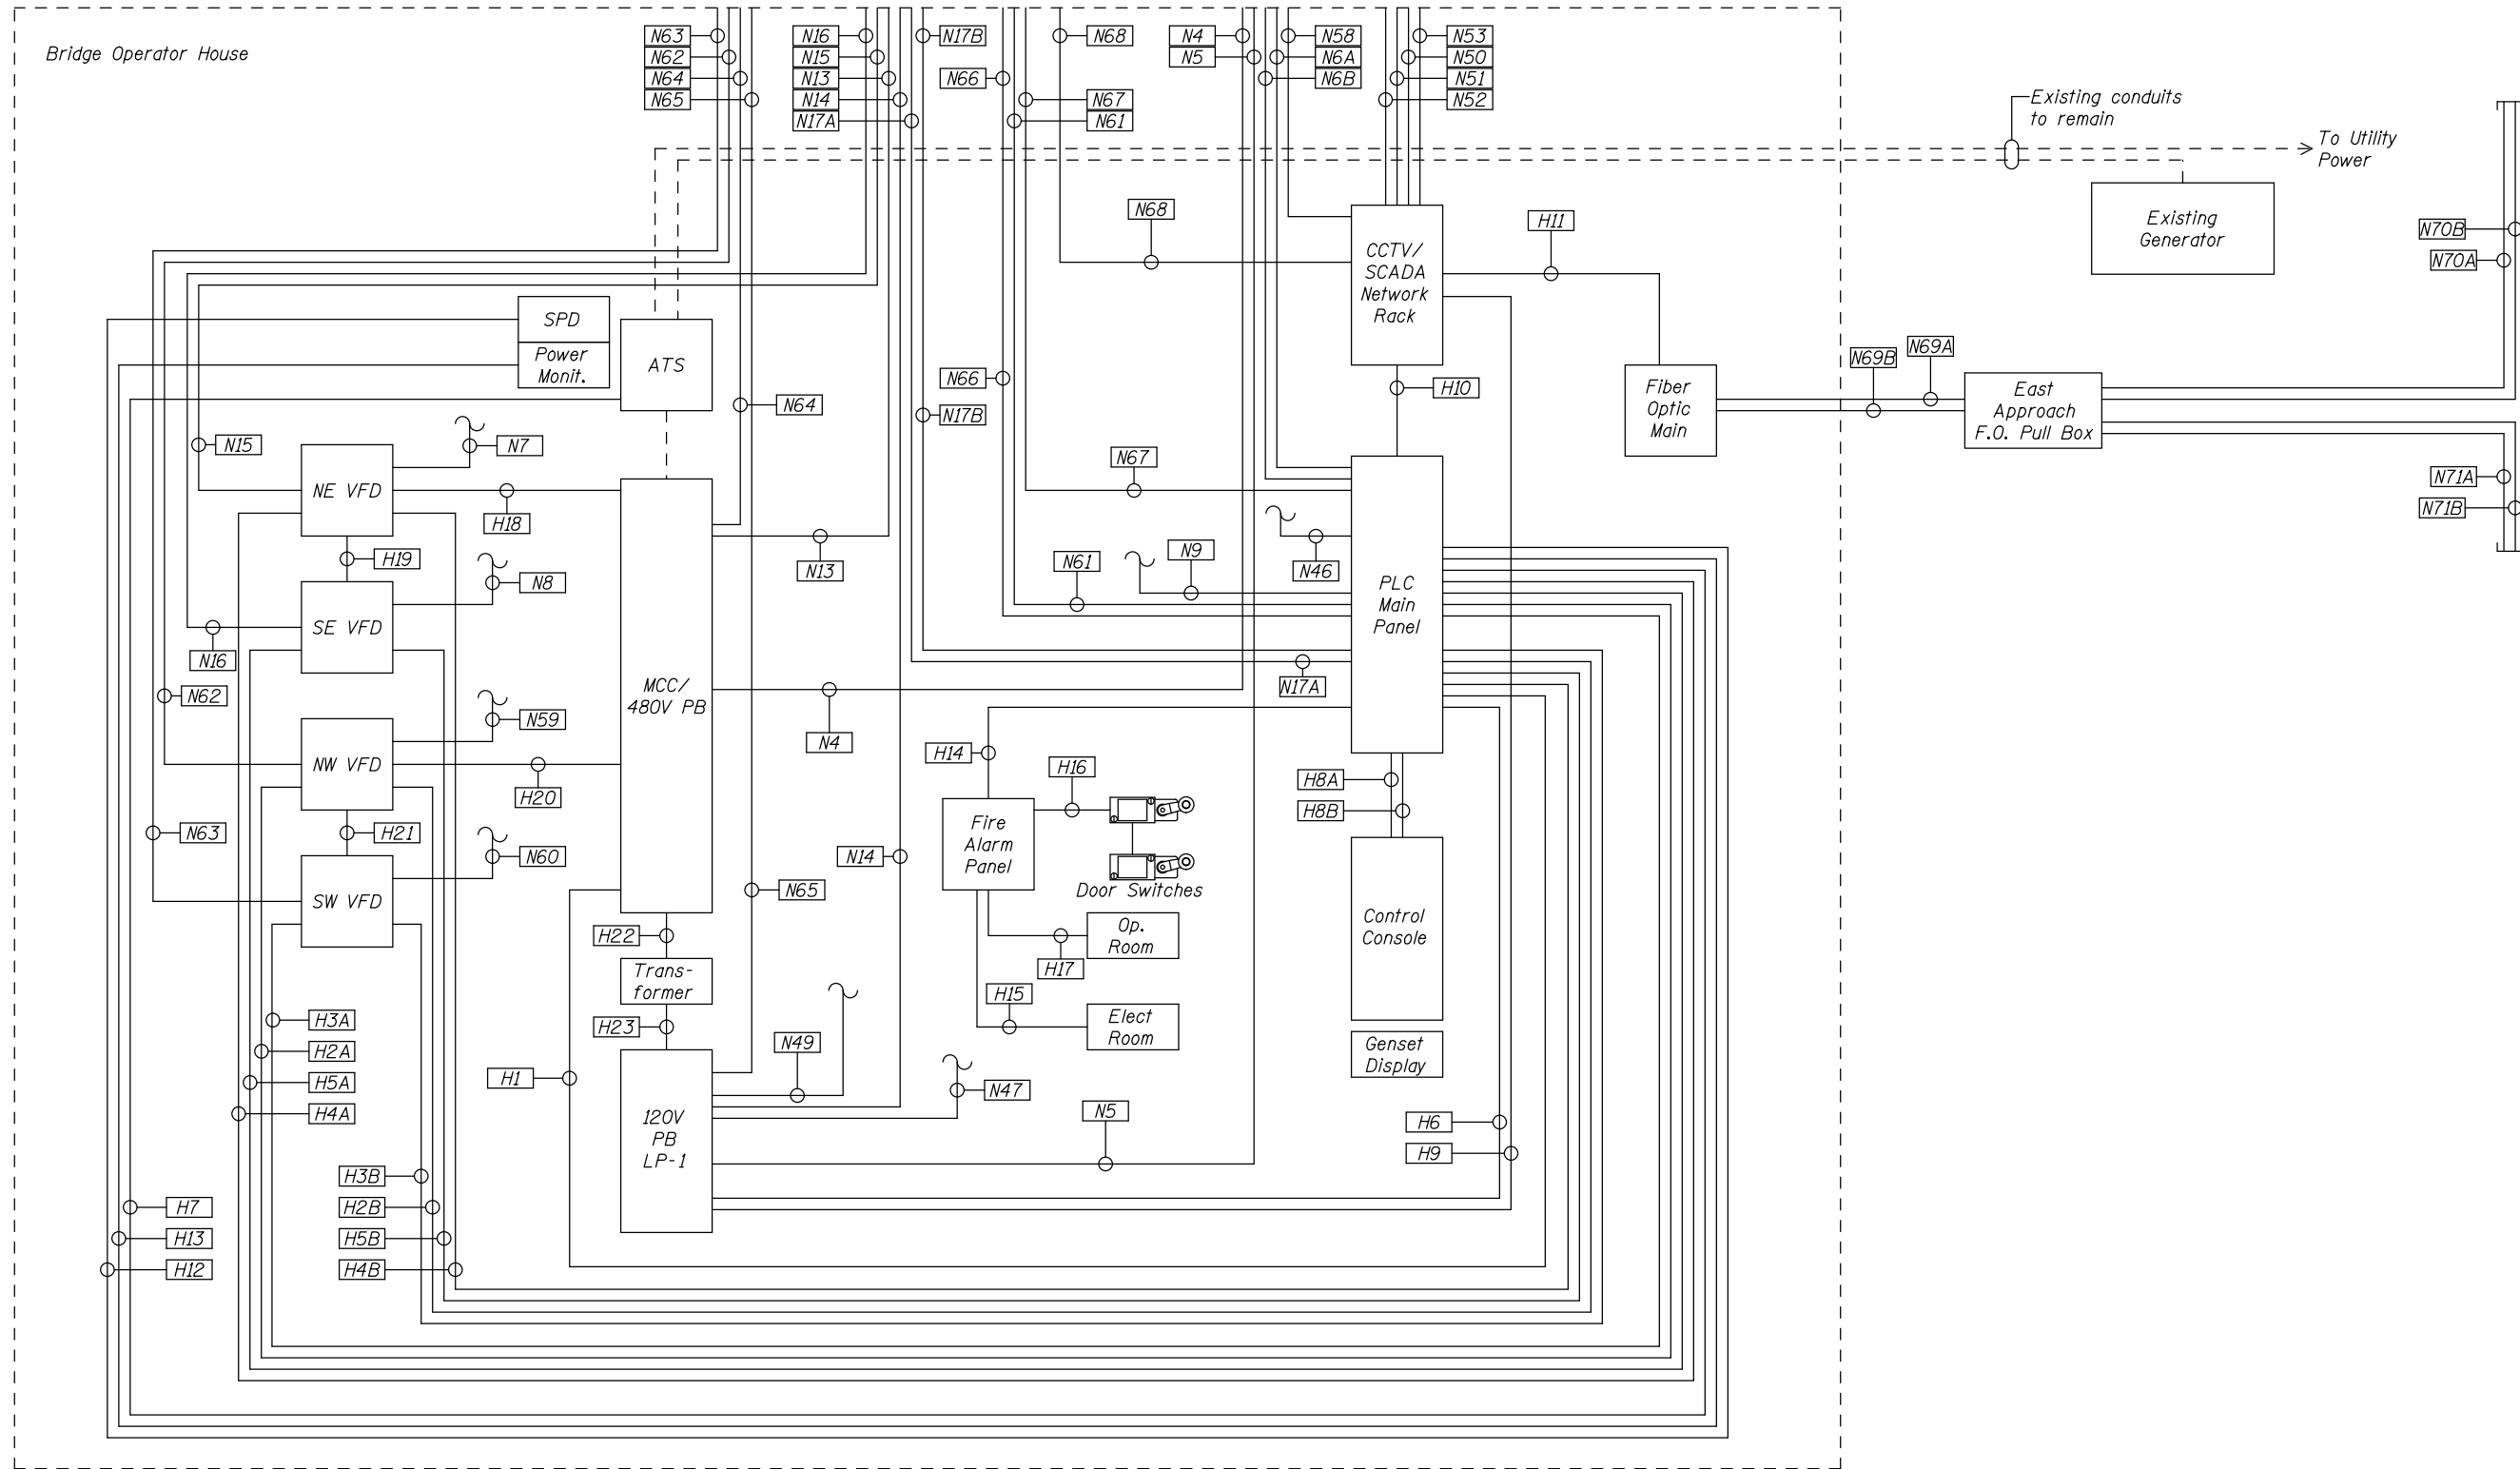 Bridge Operator House
N63
N62
N64
N65
N16
N15
N13
N14
N17A
N17B
N66
N68
N67
N61
N4
N5
N58
N6A
N6B
N53
N50
N51
N52
Existing conduits
to remain
To Utility
Power
Existing
Generator
N70B
N70A
N68
H11
CCTV/
SCADA
Network
Rack
SPD
Power
Monit.
ATS
N64
N66
N17B
H10
Fiber
Optic
Main
N69B
N69A
East
Approach
F.O. Pull Box
N71A
N71B
N15
N7
NE VFD
H18
N67
H19
N8
N13
N61
N9
N46
PLC
Main
Panel
SE VFD
N16
N62
N59
MCC/
480V PB
N17A
N4
NW VFD
H20
H14
H16
H8A
H8B
N63
H21
N60
N14
Fire
Alarm
Panel
Door Switches
SW VFD
N65
H22
Op.
Room
H17
Control
Console
Trans-
former
H15
H3A
H23
N49
Elect
Room
Genset
Display
H2A
H5A
H4A
H1
N47
N5
120V
PB
LP-1
H6
H9
H3B
H7
H2B
H13
H5B
H12
H4B